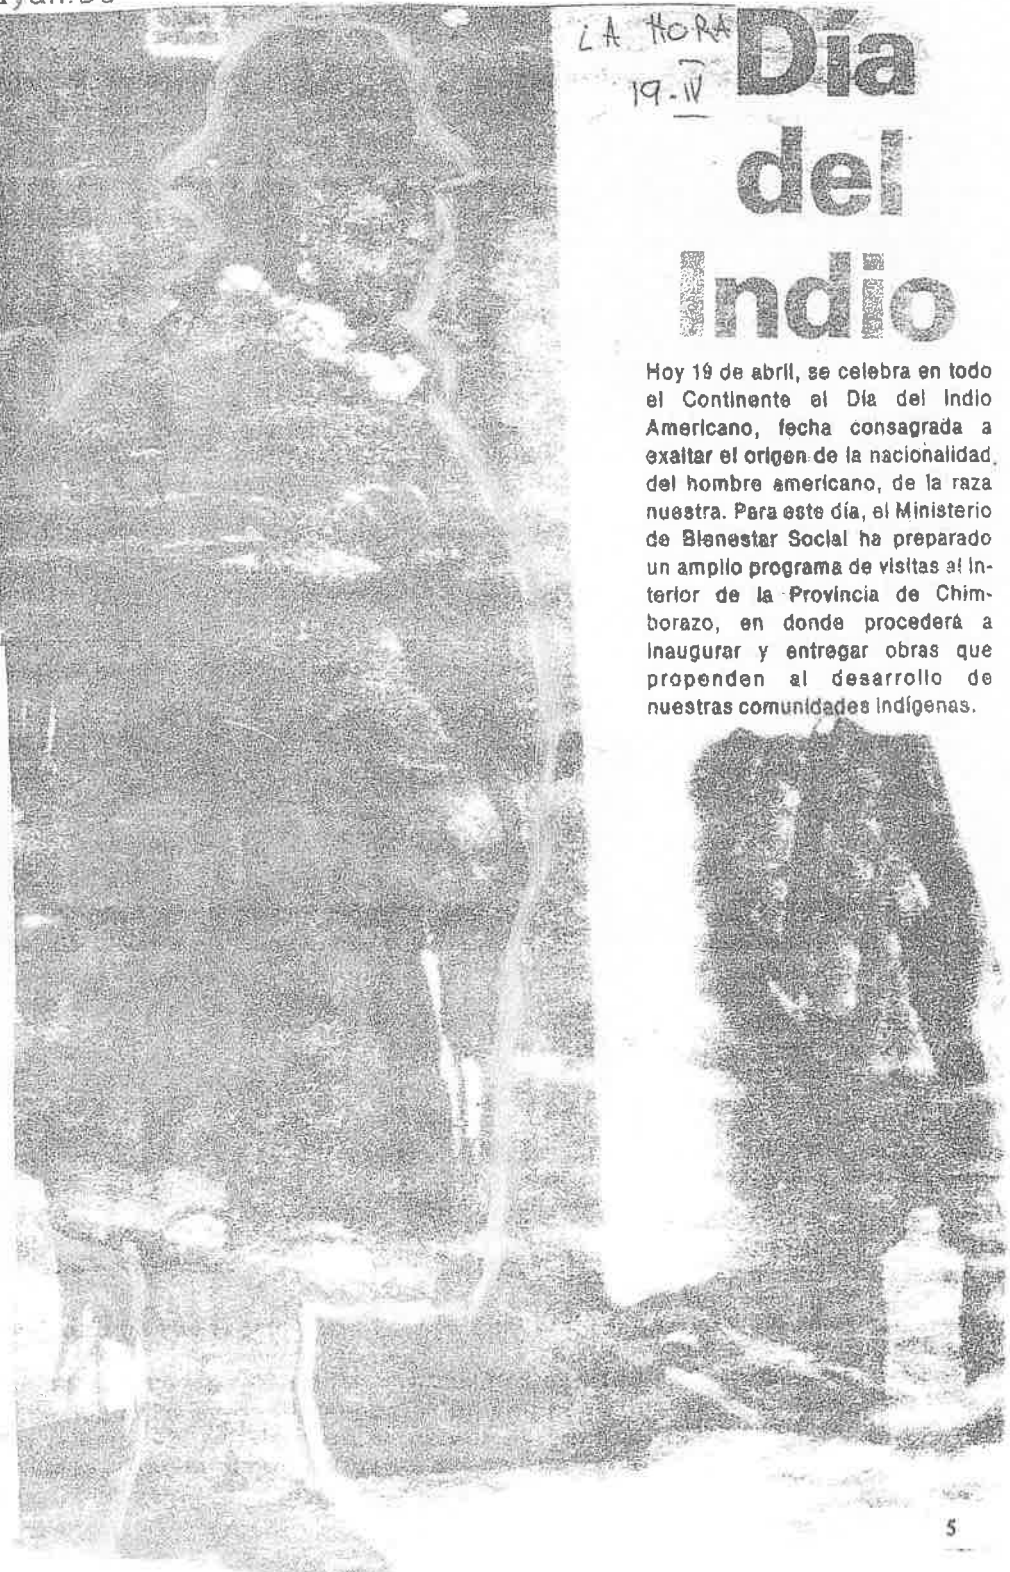 LA HORA
19-IV
Día
del
Indio
Hoy 19 de abril, se celebra en todo
el Continente el Día del Indio
Americano, fecha consagrada a
exaltar el origen de la nacionalidad,
del hombre americano, de la raza
nuestra. Para este día, el Ministerio
de Bienestar Social ha preparado
un amplio programa de visitas al in-
terior de la Provincia de Chim-
borazo, en donde procederá a
inaugurar y entregar obras que
propenden al desarrollo de
nuestras comunidades indígenas.
5